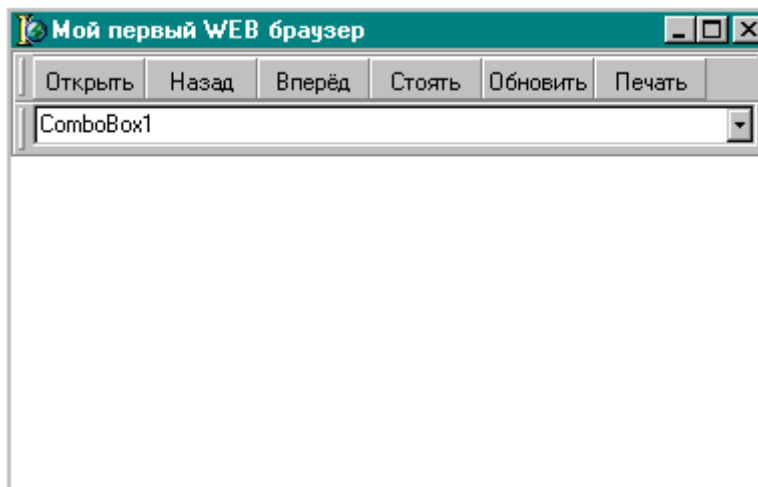 Мой первый WEB браузер
Открыть Назад Вперёд Стоять Обновить Печать
ComboBox1